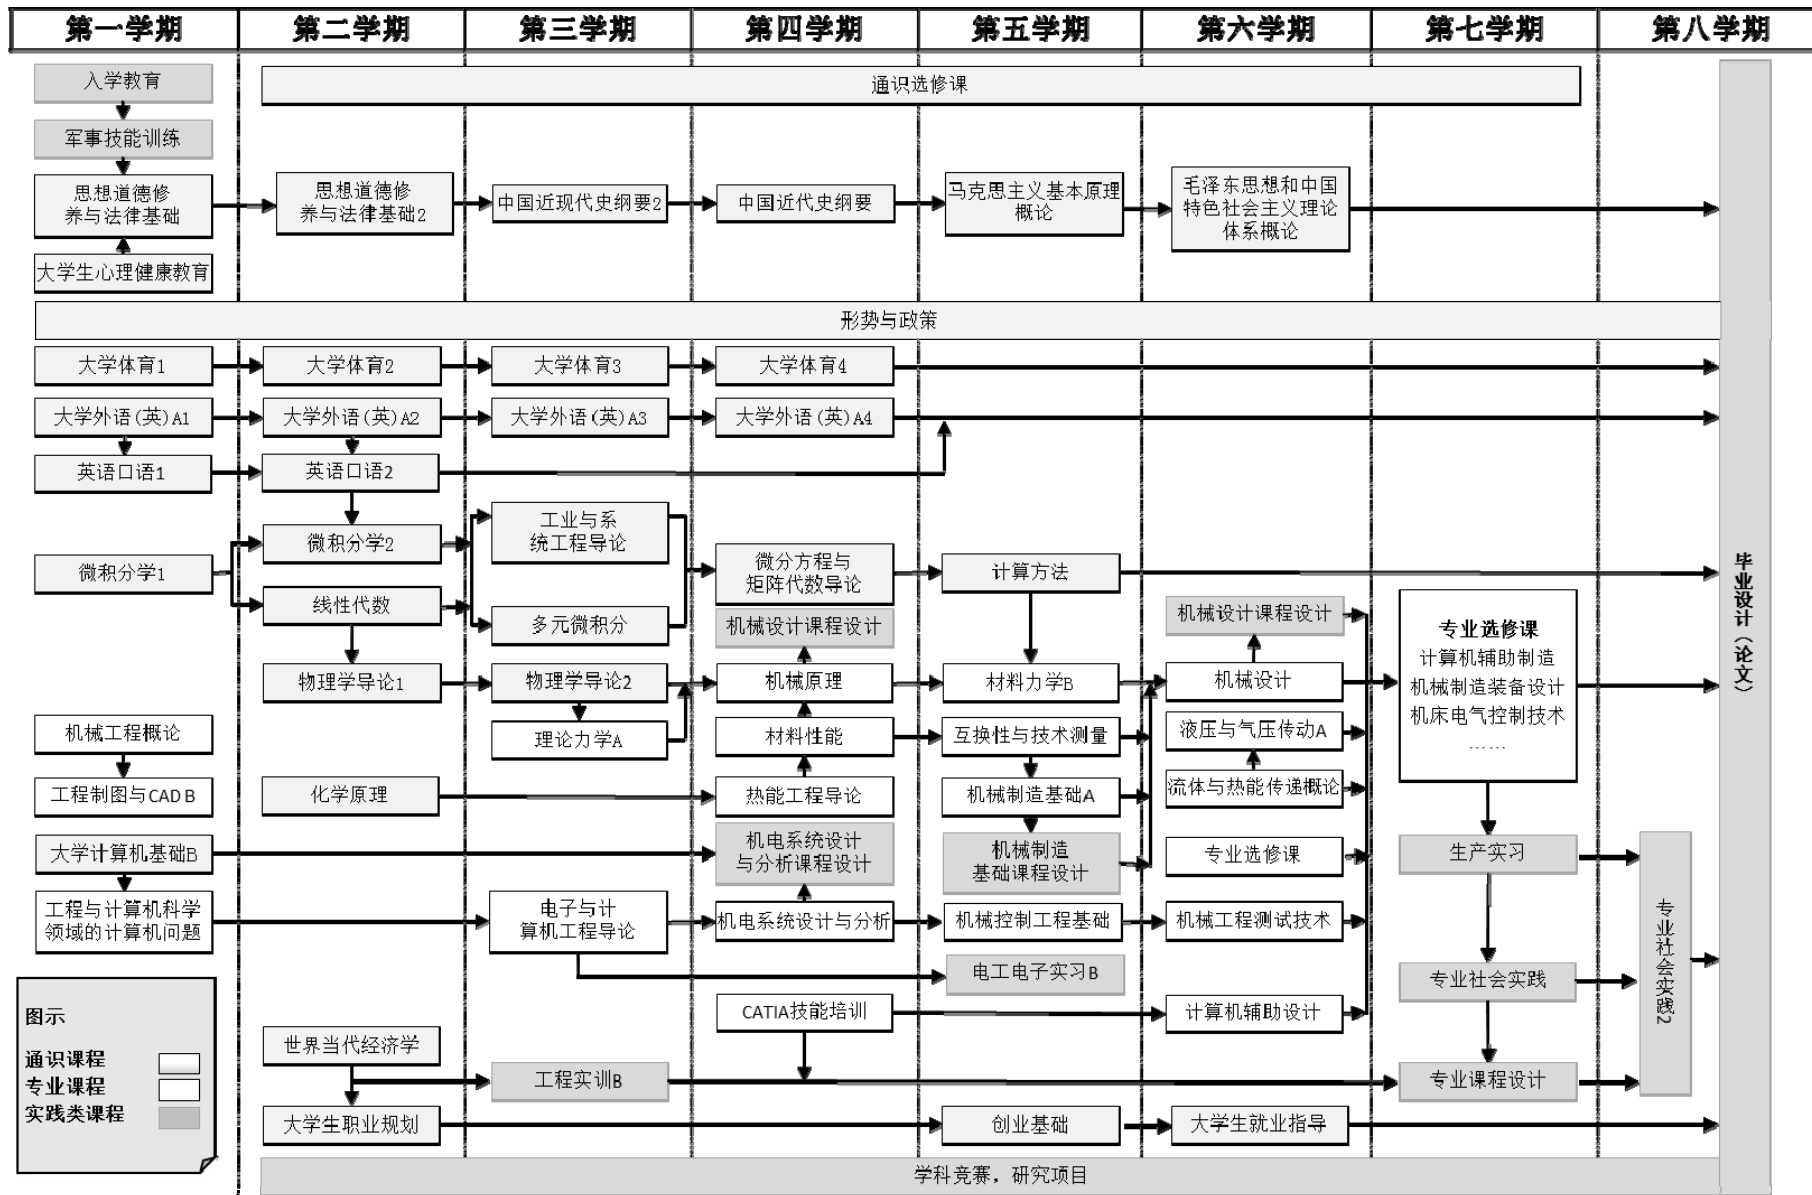 第一学期
第二学期
第三学期
第四学期
第五学期
第六学期
第七学期
第八学期
入学教育
通识选修课
军事技能训练
思想道德修
养与法律基础
思想道德修
养与法律基础2
中国近现代史纲要2
中国近代史纲要
马克思主义基本原理
概论
毛泽东思想和中国
特色社会主义理论
体系概论
大学生心理健康教育
形势与政策
大学体育1
大学体育2
大学体育3
大学体育4
大学外语(英)A1
大学外语(英)A2
大学外语(英)A3
大学外语(英)A4
英语口语1
英语口语2
微积分学1
微积分学2
线性代数
工业与系
统工程导论
多元微积分
微分方程与
矩阵代数导论
机械设计课程设计
计算方法
机械设计课程设计
专业选修课
计算机辅助制造
机械制造装备设计
机床电气控制技术
……
毕业设计（论文）
物理学导论1
物理学导论2
机械原理
材料力学B
机械设计
机械工程概论
理论力学A
材料性能
互换性与技术测量
液压与气压传动A
工程制图与CAD B
化学原理
热能工程导论
机械制造基础A
流体与热能传递概论
大学计算机基础B
机电系统设计
与分析课程设计
机械制造
基础课程设计
专业选修课
生产实习
工程与计算机科学
领域的计算机问题
电子与计
算机工程导论
机电系统设计与分析
机械控制工程基础
机械工程测试技术
专业社会实践2
电工电子实习B
专业社会实践
CATIA技能培训
计算机辅助设计
世界当代经济学
工程实训B
专业课程设计
大学生职业规划
创业基础
大学生就业指导
学科竞赛，研究项目
图示
通识课程
专业课程
实践类课程